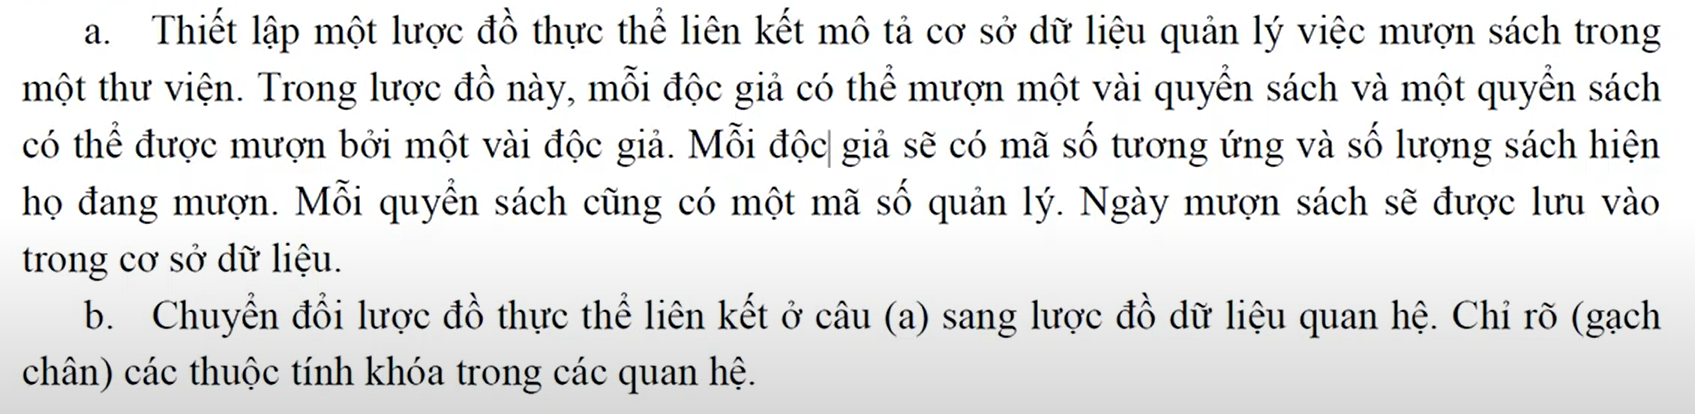 a. Thiết lập một lược đồ thực thể liên kết mô tả cơ sở dữ liệu quản lý việc mượn sách trong
một thư viện. Trong lược đồ này, mỗi độc giả có thể mượn một vài quyển sách và một quyển sách
có thể được mượn bởi một vài độc giả. Mỗi độc giả sẽ có mã số tương ứng và số lượng sách hiện
họ đang mượn. Mỗi quyển sách cũng có một mã số quản lý. Ngày mượn sách sẽ được lưu vào
trong cơ sở dữ liệu.
b. Chuyển đổi lược đồ thực thể liên kết ở câu (a) sang lược đồ dữ liệu quan hệ. Chỉ rõ (gạch
chân) các thuộc tính khóa trong các quan hệ.